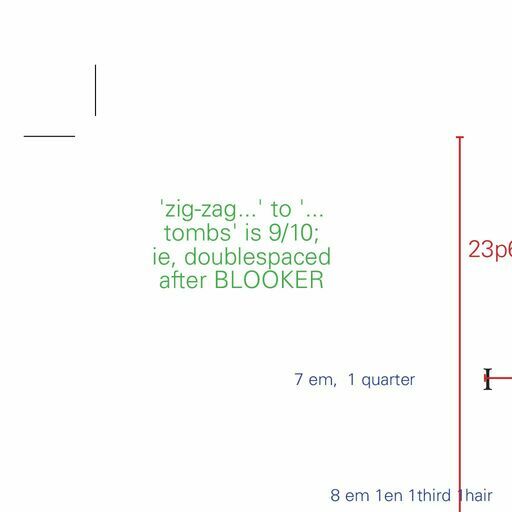 'zig-zag...' to '...
tombs' is 9/10;
ie, doublespaced
after BLOOKER
23p6
7 em,  1 quarter
I
8 em 1en 1third 1hair